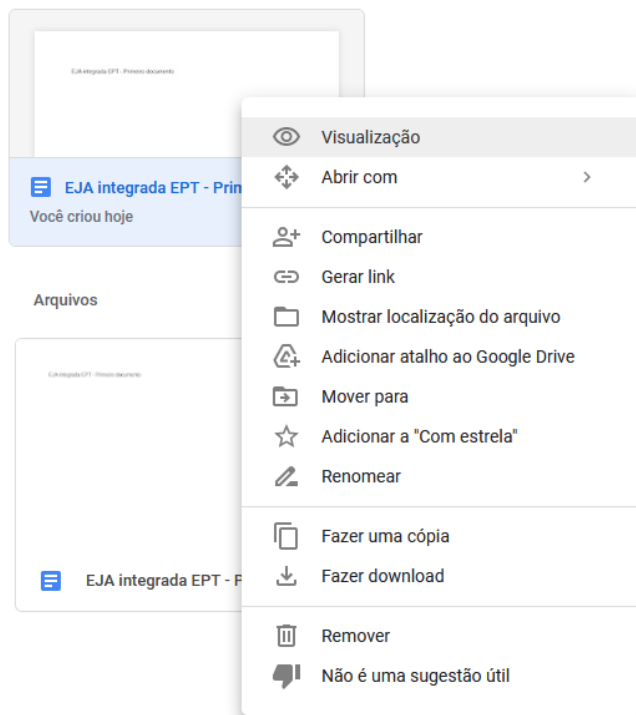 EJA integrada EPT - Primeiro documento
EJA integrada EPT - Prin
Você criou hoje
Arquivos
EJA integrada EPT - Primeiro documento
EJA integrada EPT - P
Visualização
Abrir com
Compartilhar
Gerar link
Mostrar localização do arquivo
Adicionar atalho ao Google Drive
Mover para
Adicionar a "Com estrela"
Renomear
Fazer uma cópia
Fazer download
Remover
Não é uma sugestão útil